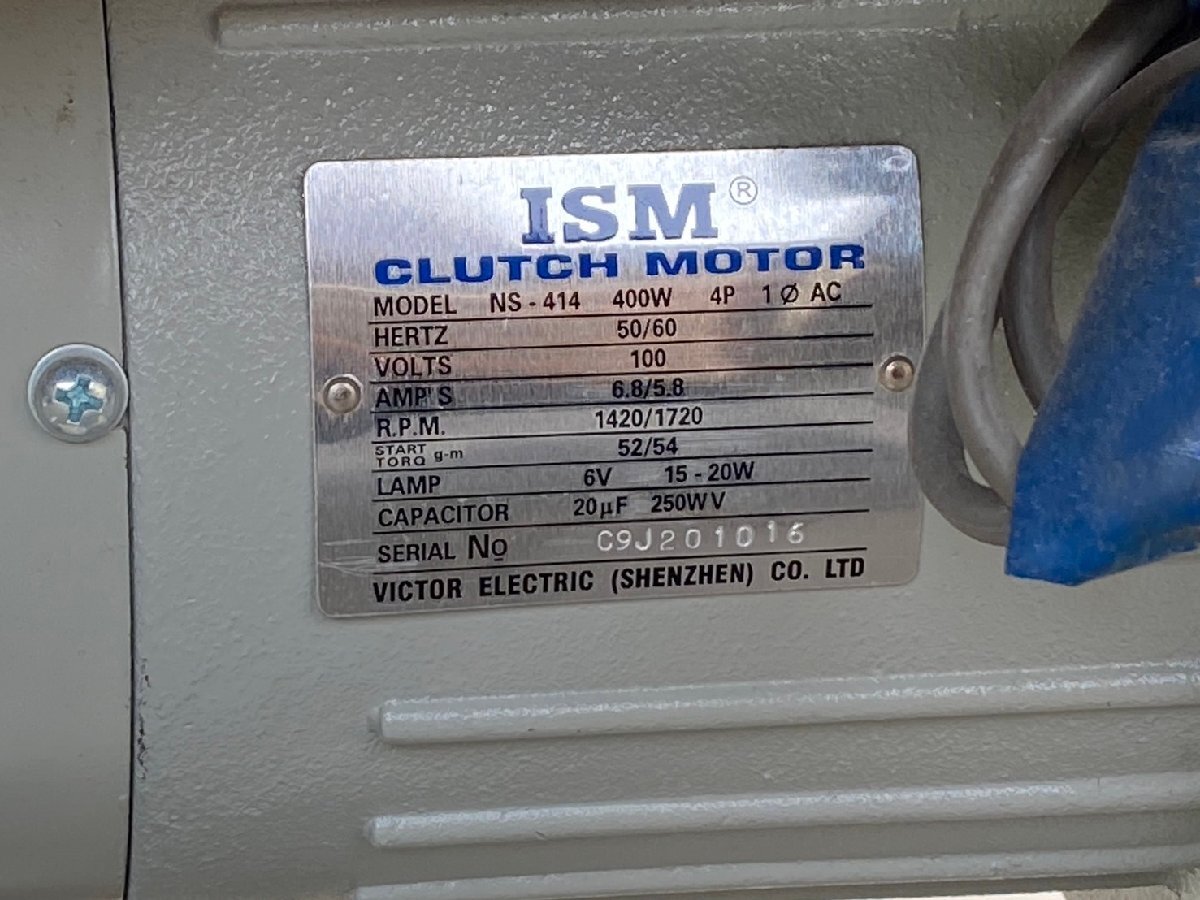 ISM®
CLUTCH MOTOR
MODEL NS-414 400W 4P 1 Ø AC
HERTZ 50/60
VOLTS 100
AMP'S 6.8/5.8
R.P.M. 1420/1720
START TORQ g-m 52/54
LAMP 6V 15-20W
CAPACITOR 20µF 250WV
SERIAL No C9J201016
VICTOR ELECTRIC (SHENZHEN) CO. LTD